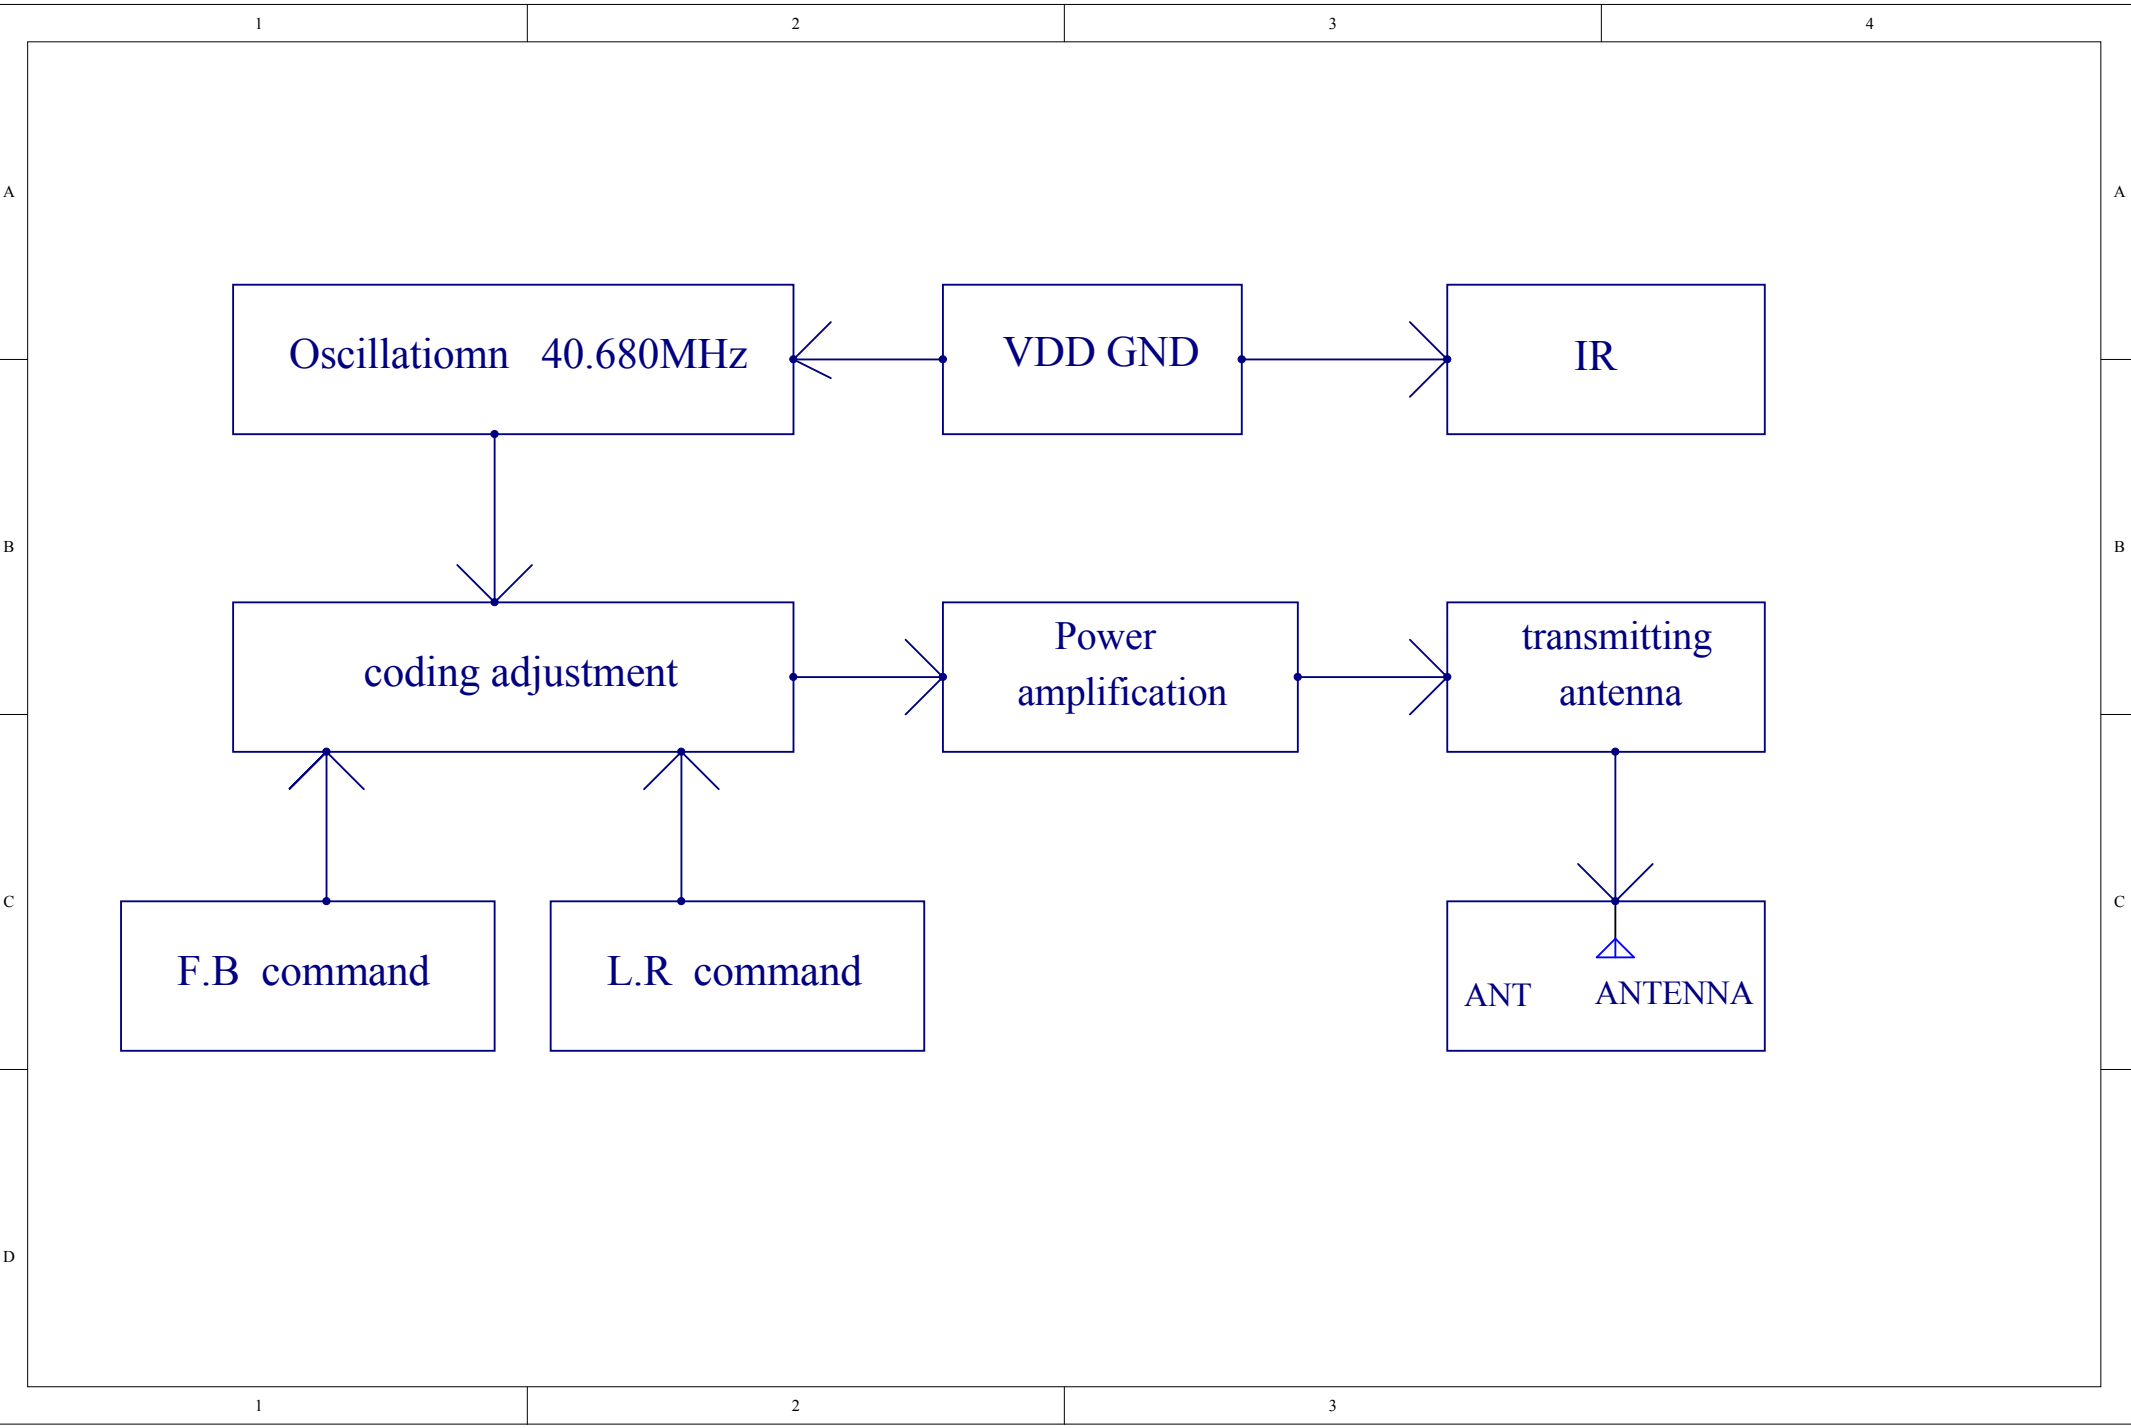 1 2 3 4
A A
Oscillatiomn 40.680MHz VDD GND IR
B B
coding adjustment
Power
amplification
transmitting
antenna
C C
F.B command L.R command ANT ANTENNA
D
1 2 3